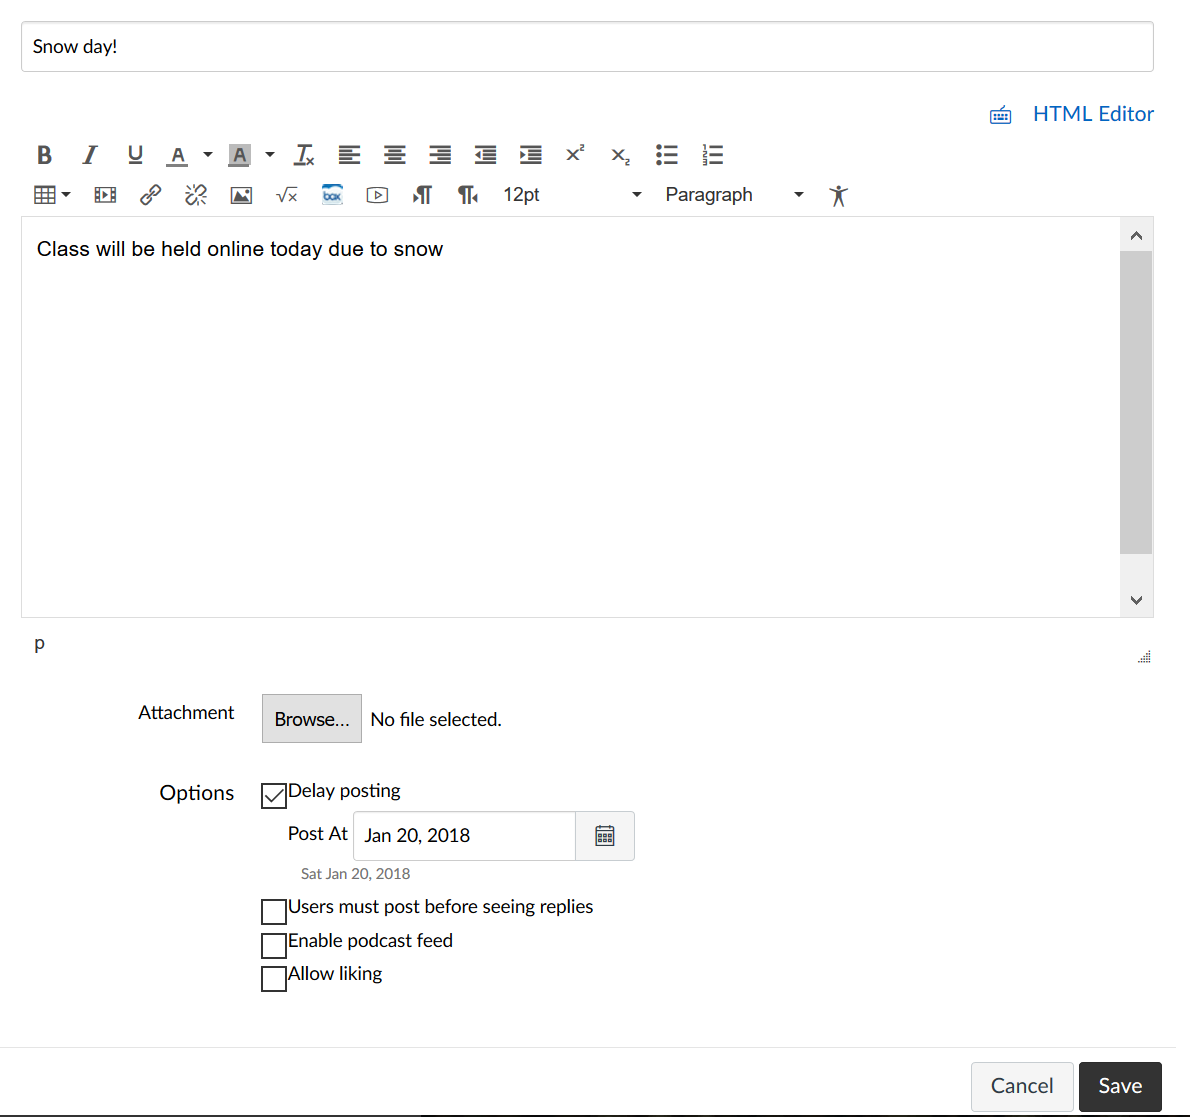 Snow day!
HTML Editor
12pt Paragraph
Class will be held online today due to snow
p
Attachment Browse... No file selected.
Options Delay posting
Post At Jan 20, 2018
Sat Jan 20, 2018
Users must post before seeing replies
Enable podcast feed
Allow liking
Cancel Save